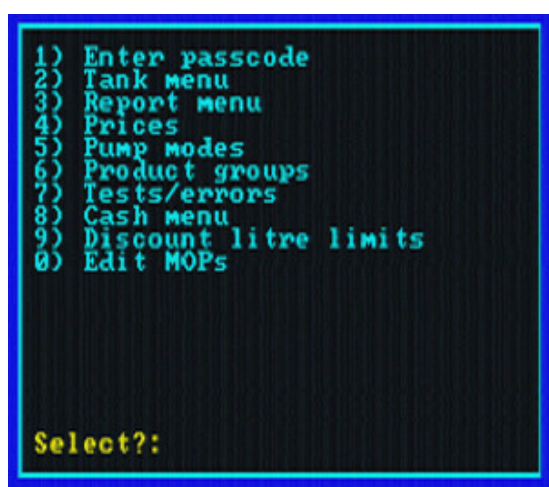 1) Enter passcode
2) Tank menu
3) Report menu
4) Prices
5) Pump modes
6) Product groups
7) Tests/errors
8) Cash menu
9) Discount litre limits
0) Edit MOPs
Select?: